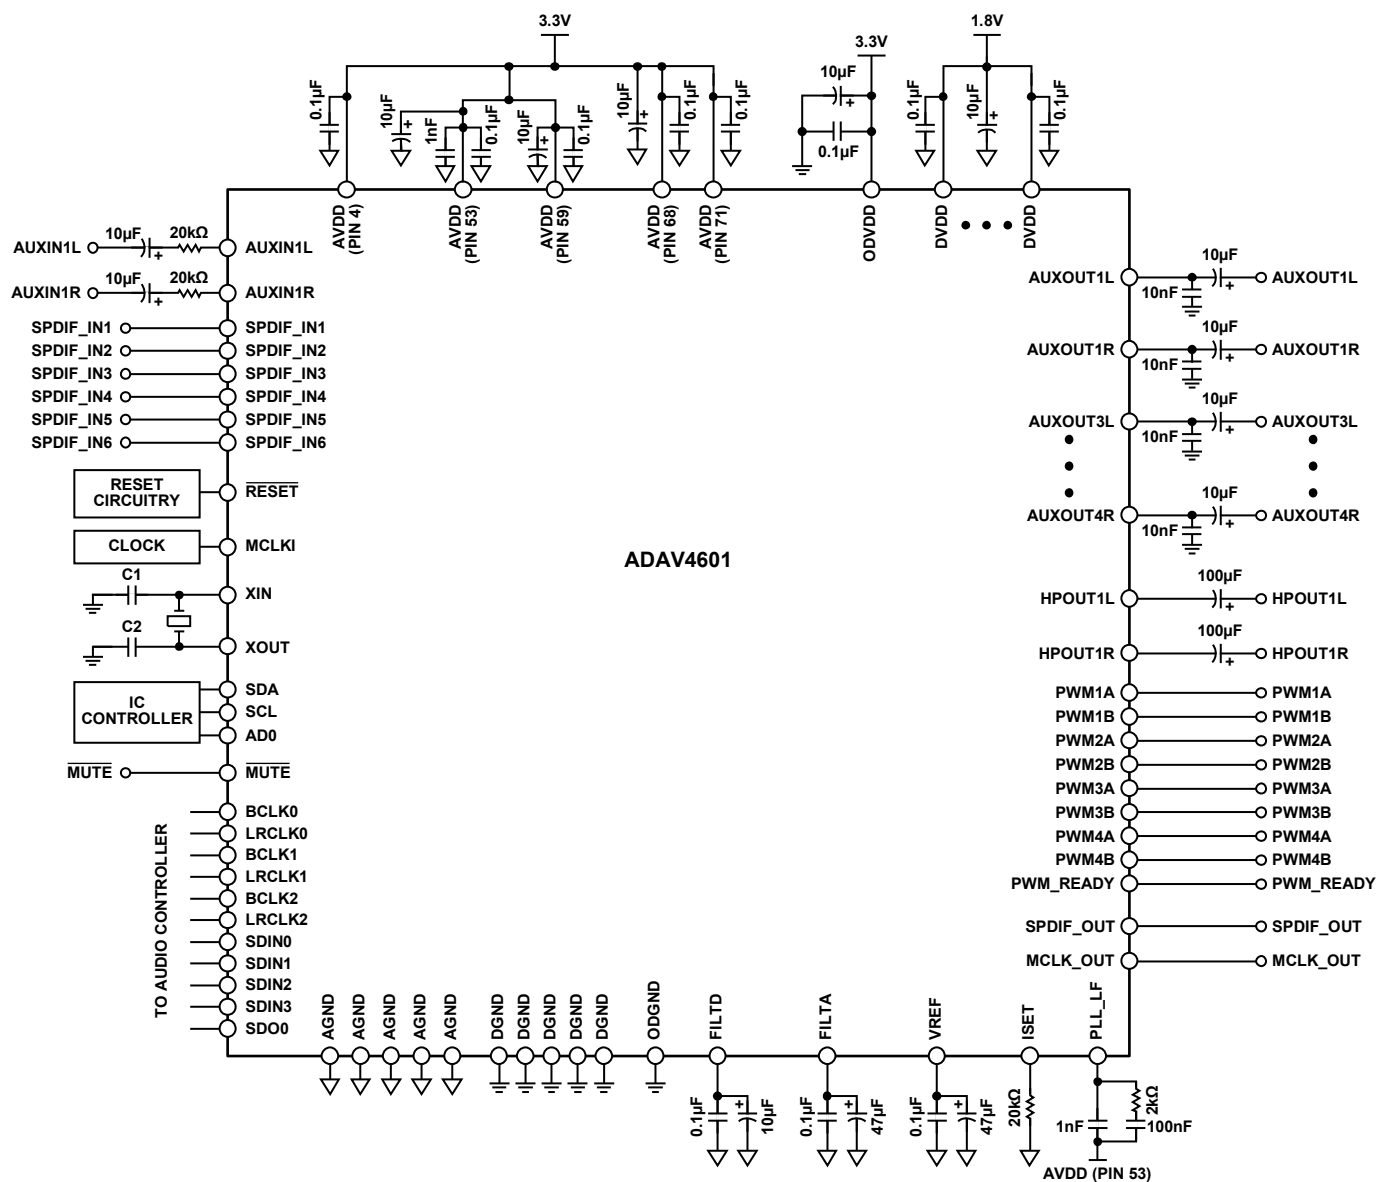 3.3V
1.8V
3.3V
0.1µF
10µF
1nF
0.1µF
10µF
0.1µF
10µF
0.1µF
0.1µF
10µF
0.1µF
0.1µF
10µF
0.1µF
AVDD
(PIN 4)
AVDD
(PIN 53)
AVDD
(PIN 59)
AVDD
(PIN 68)
AVDD
(PIN 71)
ODVDD
DVDD
DVDD
AUXIN1L
10µF
20kΩ
AUXIN1L
AUXIN1R
10µF
20kΩ
AUXIN1R
SPDIF_IN1 SPDIF_IN1
SPDIF_IN2 SPDIF_IN2
SPDIF_IN3 SPDIF_IN3
SPDIF_IN4 SPDIF_IN4
SPDIF_IN5 SPDIF_IN5
SPDIF_IN6 SPDIF_IN6
RESET
CIRCUITRY
RESET
CLOCK
MCLKI
C1
XIN
C2
XOUT
IC
CONTROLLER
SDA
SCL
AD0
MUTE MUTE
TO AUDIO CONTROLLER
BCLK0
LRCLK0
BCLK1
LRCLK1
BCLK2
LRCLK2
SDIN0
SDIN1
SDIN2
SDIN3
SDO0
ADAV4601
AUXOUT1L
10nF
10µF
AUXOUT1L
AUXOUT1R
10nF
10µF
AUXOUT1R
AUXOUT3L
10nF
10µF
AUXOUT3L
AUXOUT4R
10nF
10µF
AUXOUT4R
HPOUT1L
100µF
HPOUT1L
HPOUT1R
100µF
HPOUT1R
PWM1A PWM1A
PWM1B PWM1B
PWM2A PWM2A
PWM2B PWM2B
PWM3A PWM3A
PWM3B PWM3B
PWM4A PWM4A
PWM4B PWM4B
PWM_READY PWM_READY
SPDIF_OUT SPDIF_OUT
MCLK_OUT MCLK_OUT
AGND
AGND
AGND
AGND
AGND
DGND
DGND
DGND
DGND
DGND
ODGND
FILTD
FILTA
VREF
ISET
PLL_LF
0.1µF
10µF
0.1µF
47µF
0.1µF
47µF
20kΩ
2kΩ
1nF
100nF
AVDD (PIN 53)